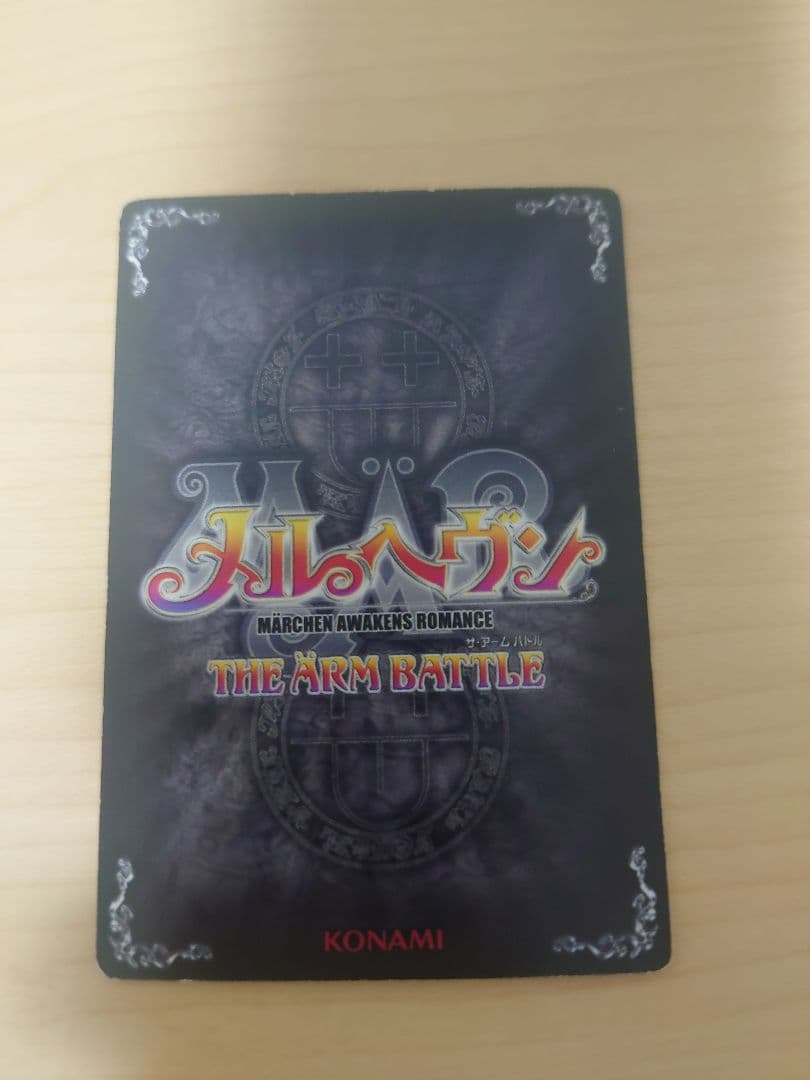 MÄR
メルヘヴン
MÄRCHEN AWAKENS ROMANCE
ザ・アーム バトル
THE ÄRM BATTLE
KONAMI